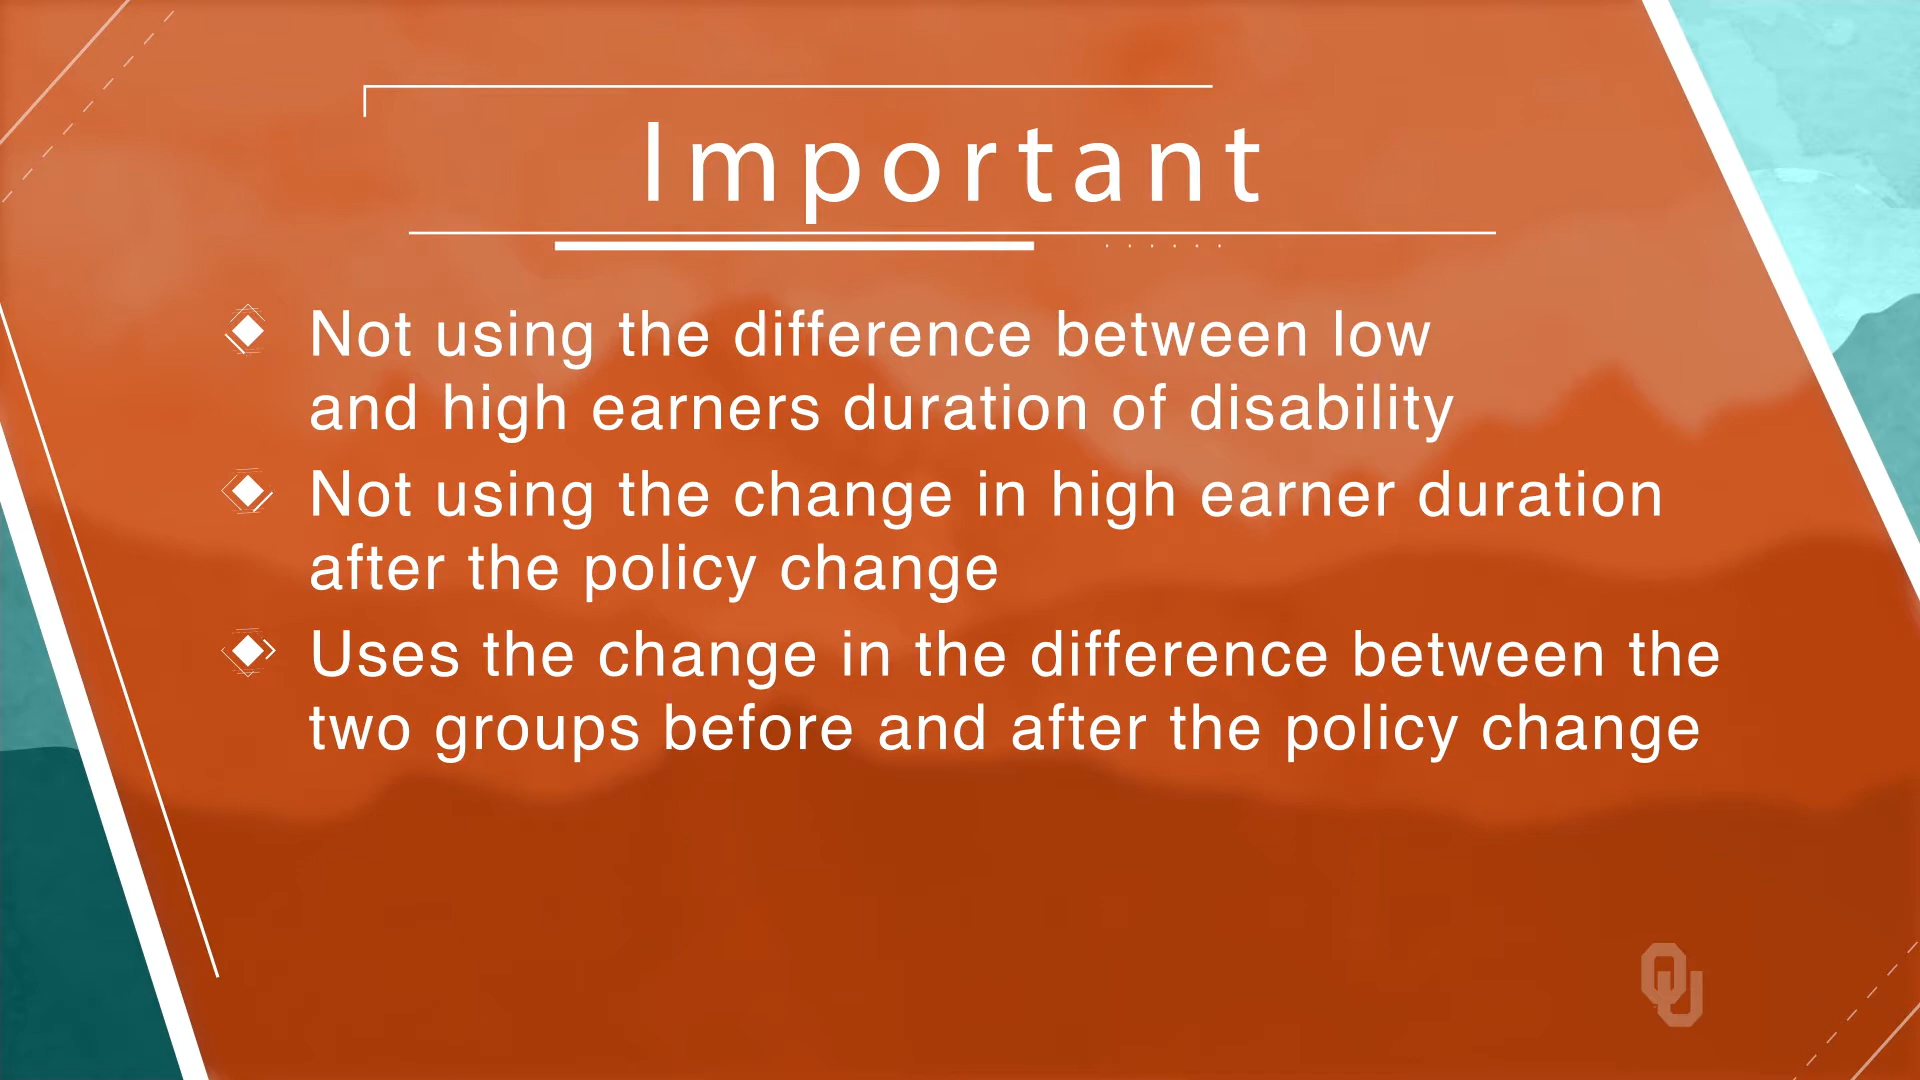 Important
Not using the difference between low
and high earners duration of disability
Not using the change in high earner duration
after the policy change
Uses the change in the difference between the
two groups before and after the policy change
OU